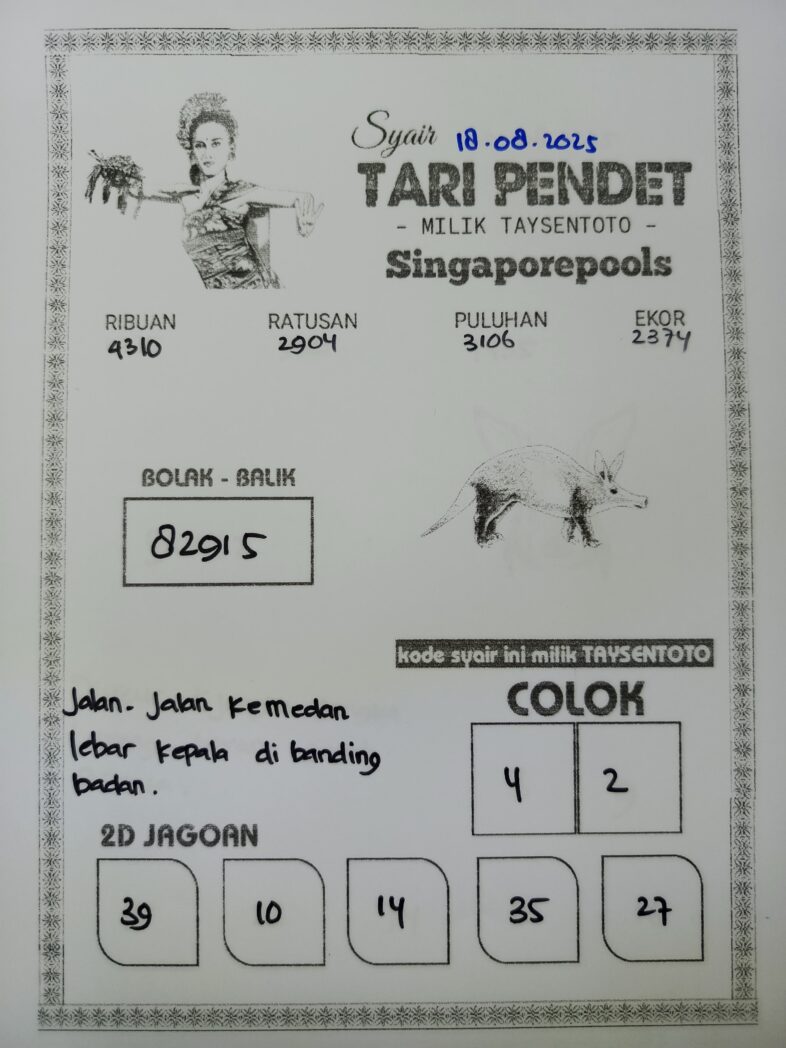 Syair 18.08.2025
TARI PENDET
- MILIK TAYSENTOTO -
Singaporepools
RIBUAN RATUSAN PULUHAN EKOR
4310 2904 3106 2374
BOLAK - BALIK
82915
kode syair ini milik TAYSENTOTO
COLOK
4 2
Jalan. Jalan kemedan
lebar kepala di banding
badan.
2D JAGOAN
39 10 14 35 27